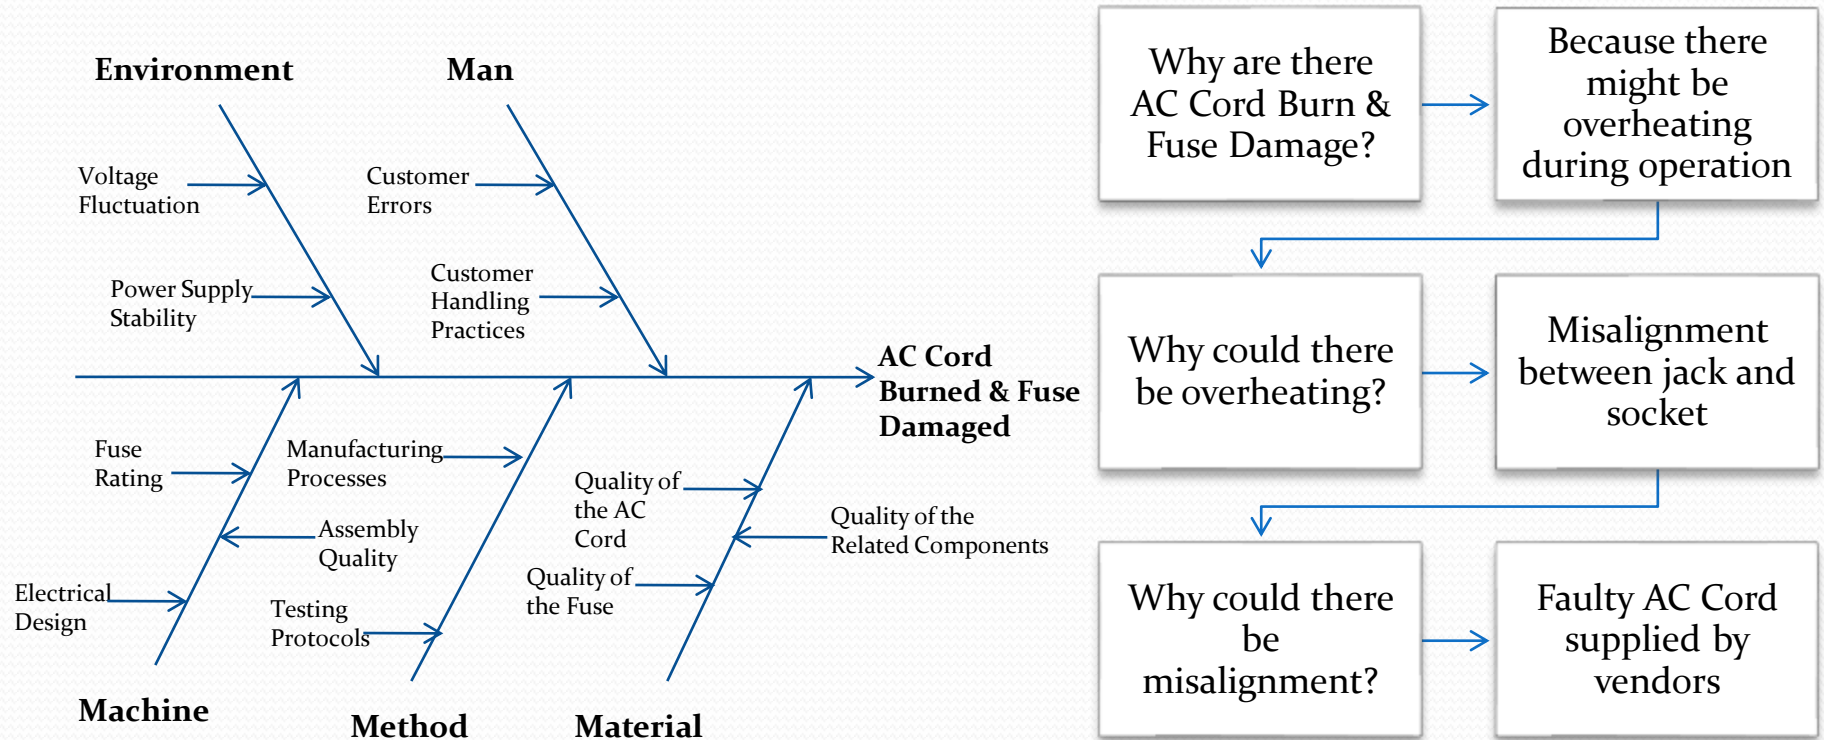 Environment
Man
Voltage
Fluctuation
Customer
Errors
Power Supply
Stability
Customer
Handling
Practices
AC Cord
Burned & Fuse
Damaged
Fuse
Rating
Manufacturing
Processes
Assembly
Quality
Quality of
the AC
Cord
Quality of the
Related Components
Electrical
Design
Testing
Protocols
Quality of
the Fuse
Machine
Method
Material
Why are there
AC Cord Burn &
Fuse Damage?
Because there
might be
overheating
during operation
Why could there
be overheating?
Misalignment
between jack and
socket
Why could there
be
misalignment?
Faulty AC Cord
supplied by
vendors